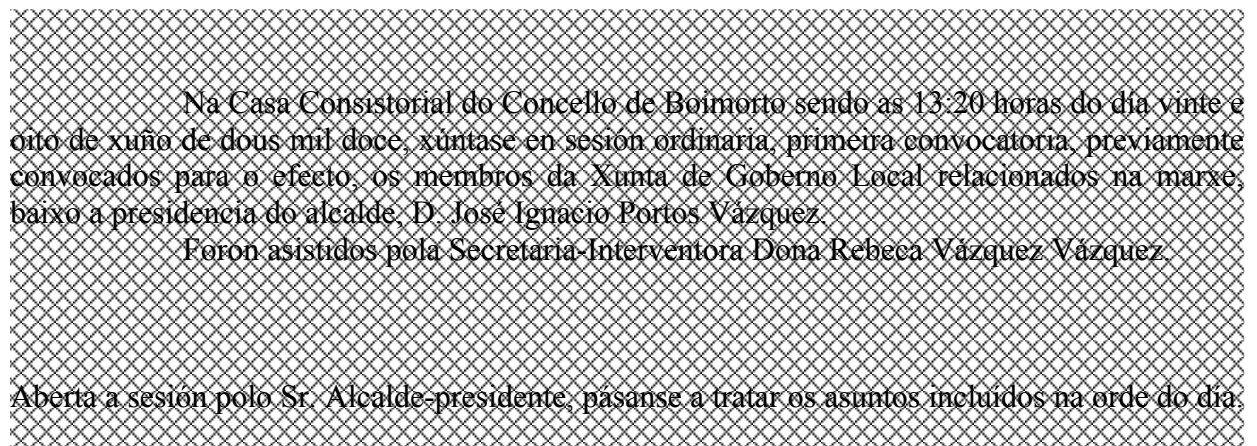 Na Casa Consistorial do Concello de Boimorto sendo as 13:20 horas do día vinte e
oito de xuño de dous mil doce, xúntase en sesión ordinaria, primeira convocatoria, previamente
convocados para o efecto, os membros da Xunta de Goberno Local relacionados na marxe,
baixo a presidencia do alcalde, D. José Ignacio Portos Vázquez.
Foron asistidos pola Secretaria-Interventora Dona Rebeca Vázquez Vázquez.
Aberta a sesión polo Sr. Alcalde-presidente, pásanse a tratar os asuntos incluídos na orde do día.